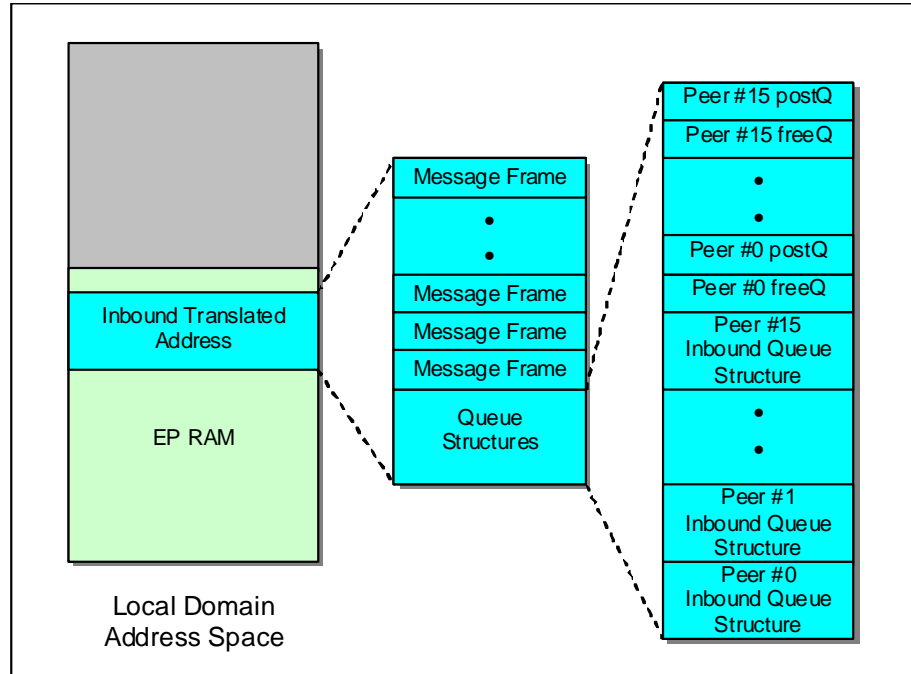 Inbound Translated
Address
EP RAM
Local Domain
Address Space
Message Frame
•
•
Message Frame
Message Frame
Message Frame
Queue
Structures
Peer #15 postQ
Peer #15 freeQ
•
•
Peer #0 postQ
Peer #0 freeQ
Peer #15
Inbound Queue
Structure
•
•
Peer #1
Inbound Queue
Structure
Peer #0
Inbound Queue
Structure